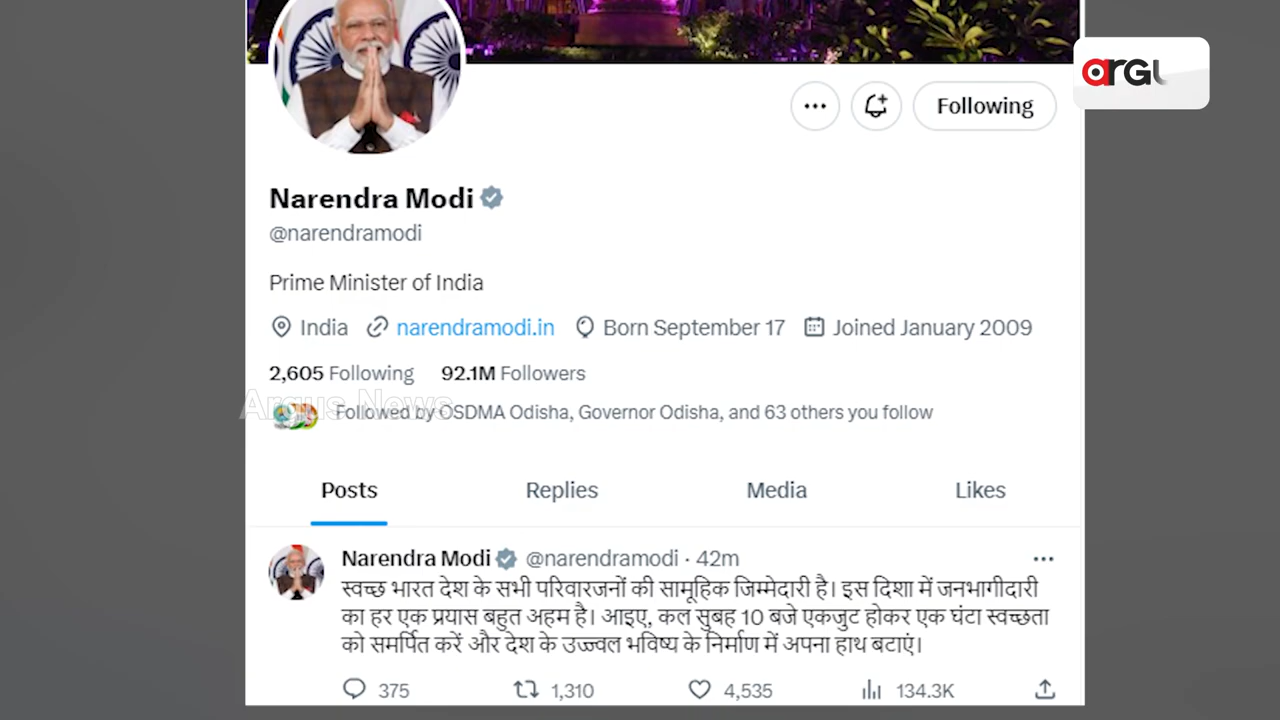 ArGL
Following
Narendra Modi
@narendramodi
Prime Minister of India
India narendramodi.in Born September 17 Joined January 2009
2,605 Following 92.1M Followers
Argus News
Followed by OSDMA Odisha, Governor Odisha, and 63 others you follow
Posts Replies Media Likes
Narendra Modi @narendramodi · 42m
स्वच्छ भारत देश के सभी परिवारजनों की सामूहिक जिम्मेदारी है। इस दिशा में जनभागीदारी
का हर एक प्रयास बहुत अहम है। आइए, कल सुबह 10 बजे एकजुट होकर एक घंटा स्वच्छता
को समर्पित करें और देश के उज्ज्वल भविष्य के निर्माण में अपना हाथ बटाएं।
375 1,310 4,535 134.3K